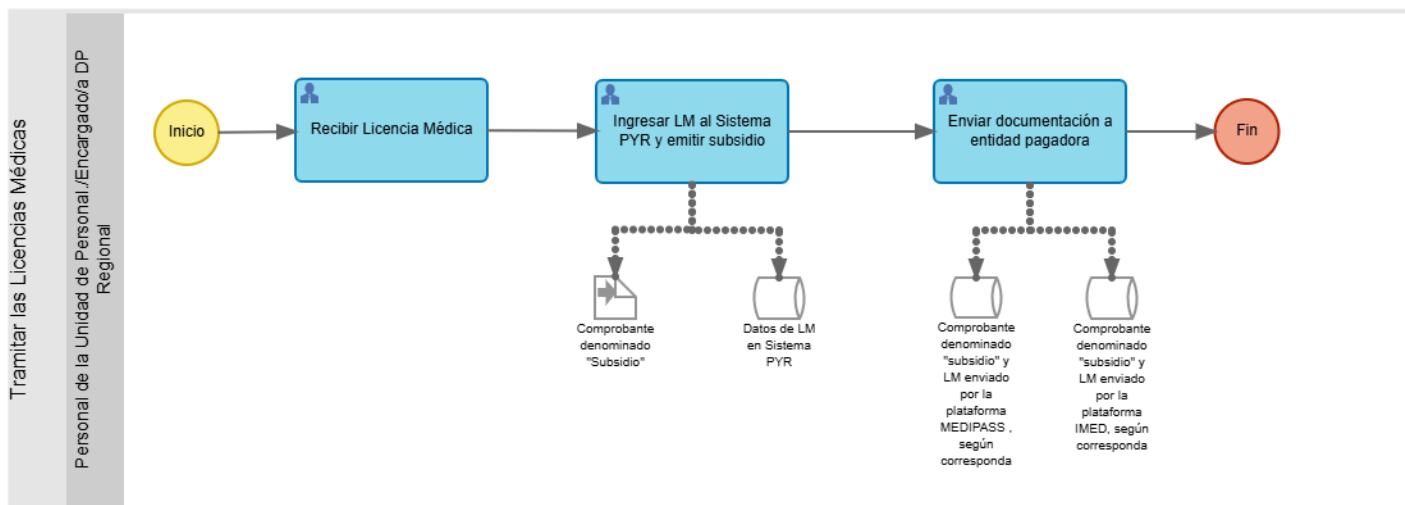 Tramitar las Licencias Médicas
Personal de la Unidad de Personal./Encargado/a DP
Regional
Inicio
Recibir Licencia Médica
Ingresar LM al Sistema
PYR y emitir subsidio
Enviar documentación a
entidad pagadora
Fin
Comprobante
denominado
"Subsidio"
Datos de LM
en Sistema
PYR
Comprobante
denominado
"subsidio" y
LM enviado
por la
plataforma
MEDIPASS ,
según
corresponda
Comprobante
denominado
"subsidio" y
LM enviado
por la
plataforma
IMED, según
corresponda